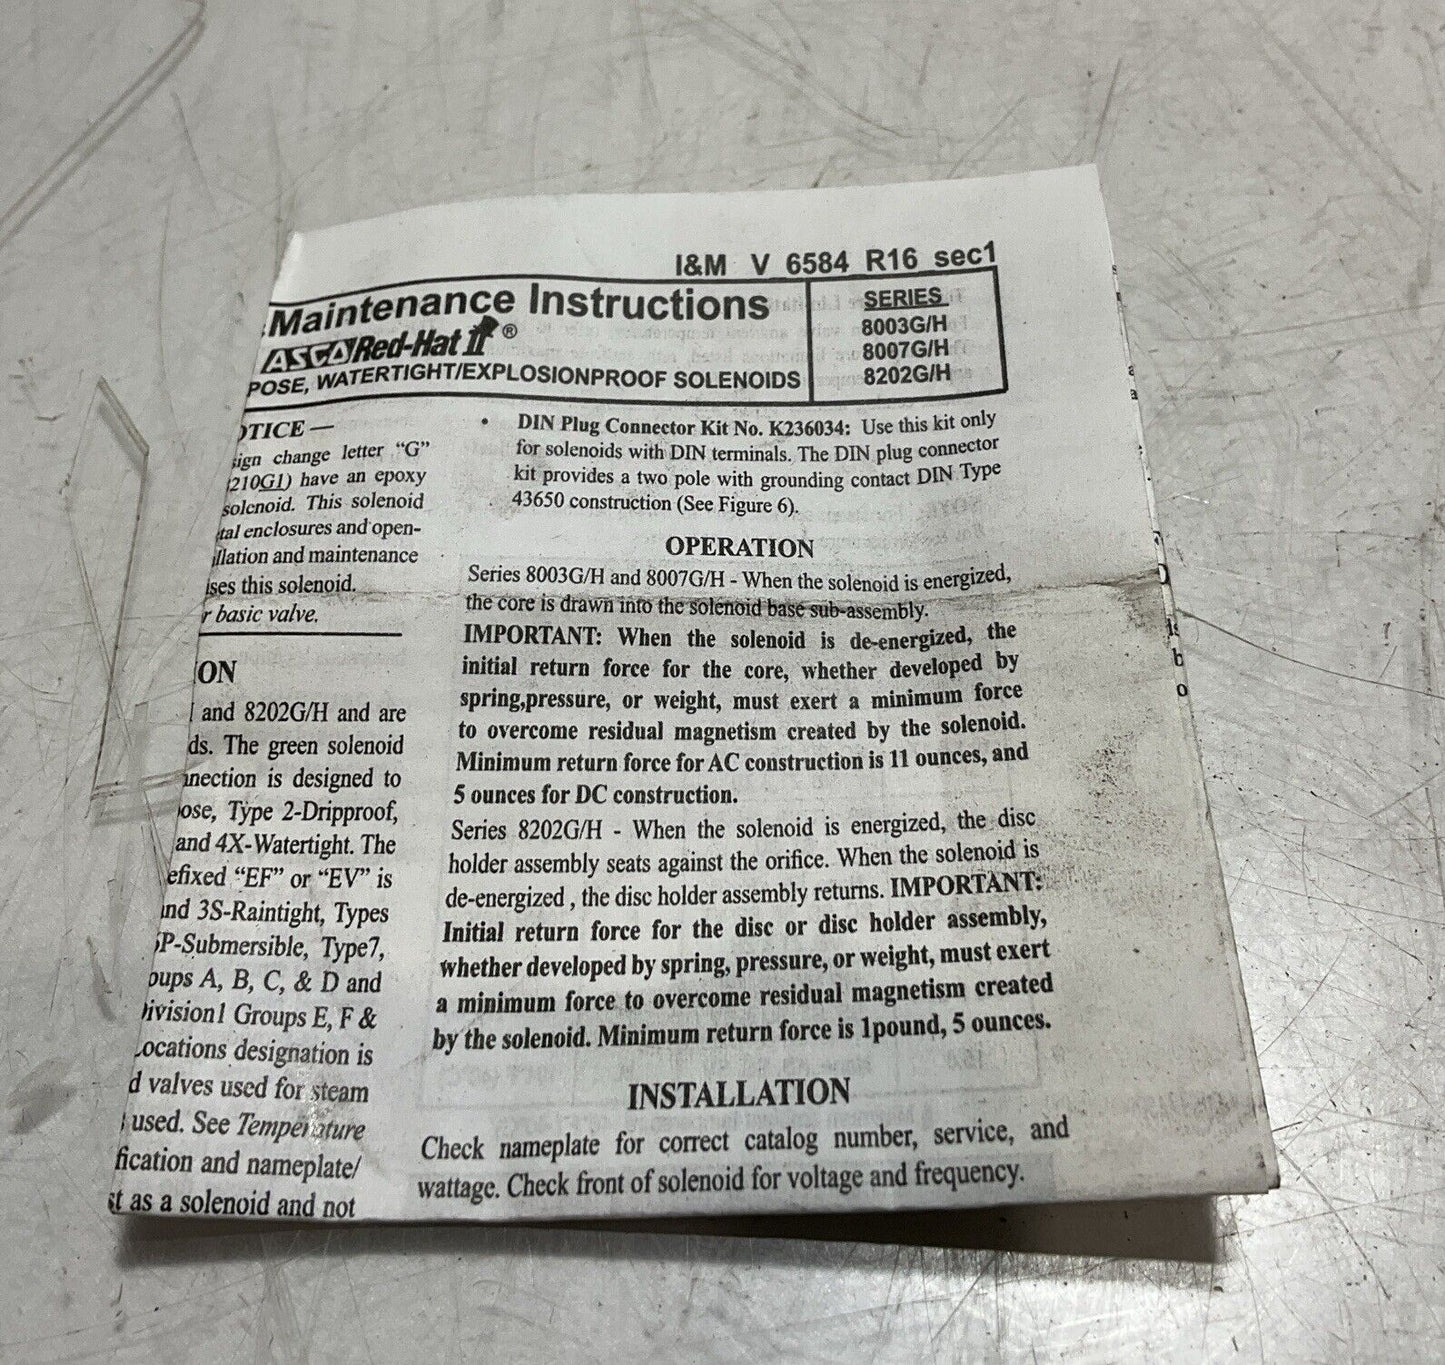 I&M V 6584 R16 sec1
Maintenance Instructions
ASCA Red-Hat II®
POSE, WATERTIGHT/EXPLOSIONPROOF SOLENOIDS
SERIES
8003G/H
8007G/H
8202G/H
OTICE —
sign change letter “G”
210G1) have an epoxy
solenoid. This solenoid
tal enclosures and open-
llation and maintenance
ises this solenoid.
r basic valve.
ON
and 8202G/H and are
ds. The green solenoid
nnection is designed to
ose, Type 2-Dripproof,
and 4X-Watertight. The
efixed “EF” or “EV” is
nd 3S-Raintight, Types
6P-Submersible, Type7,
oups A, B, C, & D and
Division1 Groups E, F &
Locations designation is
d valves used for steam
used. See Temperature
fication and nameplate/
st as a solenoid and not
• DIN Plug Connector Kit No. K236034: Use this kit only
for solenoids with DIN terminals. The DIN plug connector
kit provides a two pole with grounding contact DIN Type
43650 construction (See Figure 6).
OPERATION
Series 8003G/H and 8007G/H - When the solenoid is energized,
the core is drawn into the solenoid base sub-assembly.
IMPORTANT: When the solenoid is de-energized, the
initial return force for the core, whether developed by
spring,pressure, or weight, must exert a minimum force
to overcome residual magnetism created by the solenoid.
Minimum return force for AC construction is 11 ounces, and
5 ounces for DC construction.
Series 8202G/H - When the solenoid is energized, the disc
holder assembly seats against the orifice. When the solenoid is
de-energized , the disc holder assembly returns. IMPORTANT:
Initial return force for the disc or disc holder assembly,
whether developed by spring, pressure, or weight, must exert
a minimum force to overcome residual magnetism created
by the solenoid. Minimum return force is 1pound, 5 ounces.
INSTALLATION
Check nameplate for correct catalog number, service, and
wattage. Check front of solenoid for voltage and frequency.